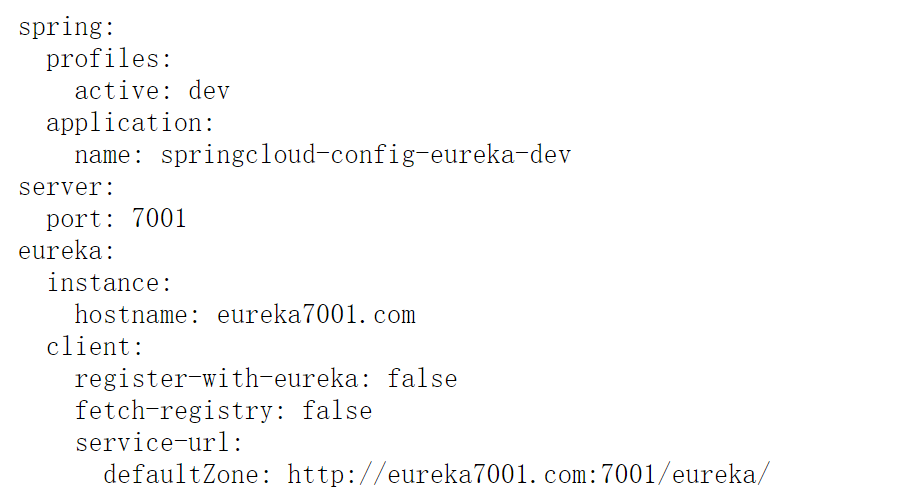 spring:
  profiles:
    active: dev
  application:
    name: springcloud-config-eureka-dev
server:
  port: 7001
eureka:
  instance:
    hostname: eureka7001.com
  client:
    register-with-eureka: false
    fetch-registry: false
    service-url:
      defaultZone: http://eureka7001.com:7001/eureka/